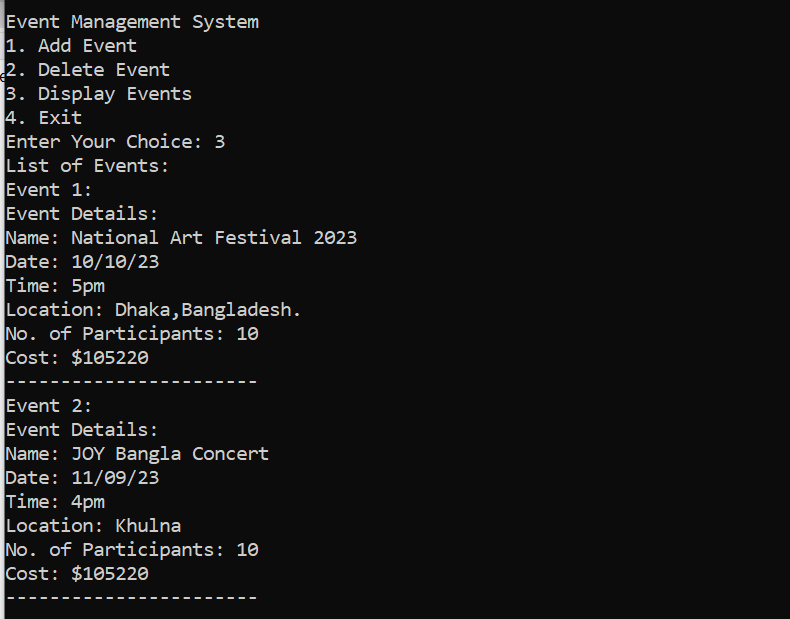 Event Management System
1. Add Event
2. Delete Event
3. Display Events
4. Exit
Enter Your Choice: 3
List of Events:
Event 1:
Event Details:
Name: National Art Festival 2023
Date: 10/10/23
Time: 5pm
Location: Dhaka,Bangladesh.
No. of Participants: 10
Cost: $105220
-----------------------
Event 2:
Event Details:
Name: JOY Bangla Concert
Date: 11/09/23
Time: 4pm
Location: Khulna
No. of Participants: 10
Cost: $105220
-----------------------